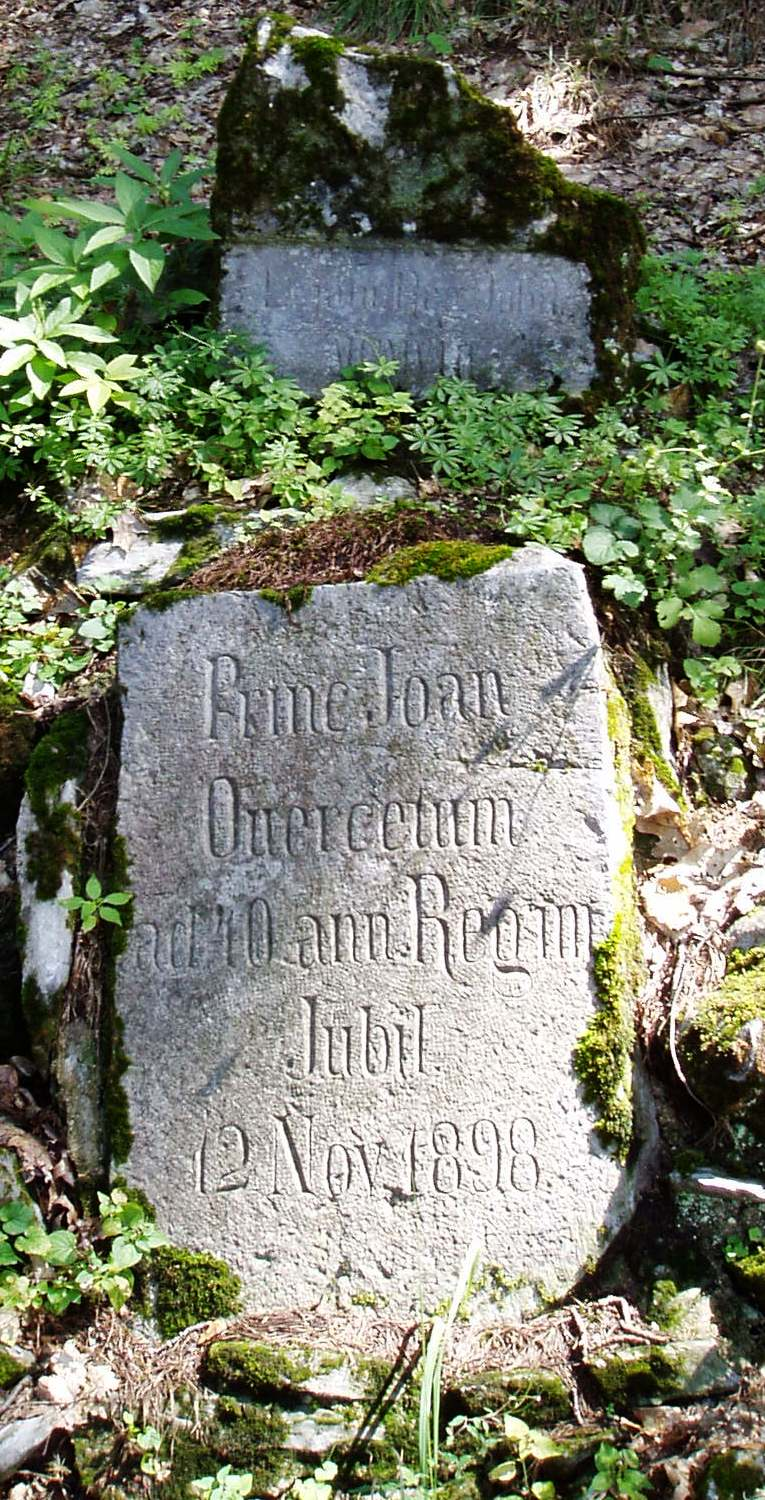 Princ Joan
Quercetum
ad 40 ann. Regim
Jubil.
12 Nov. 1898